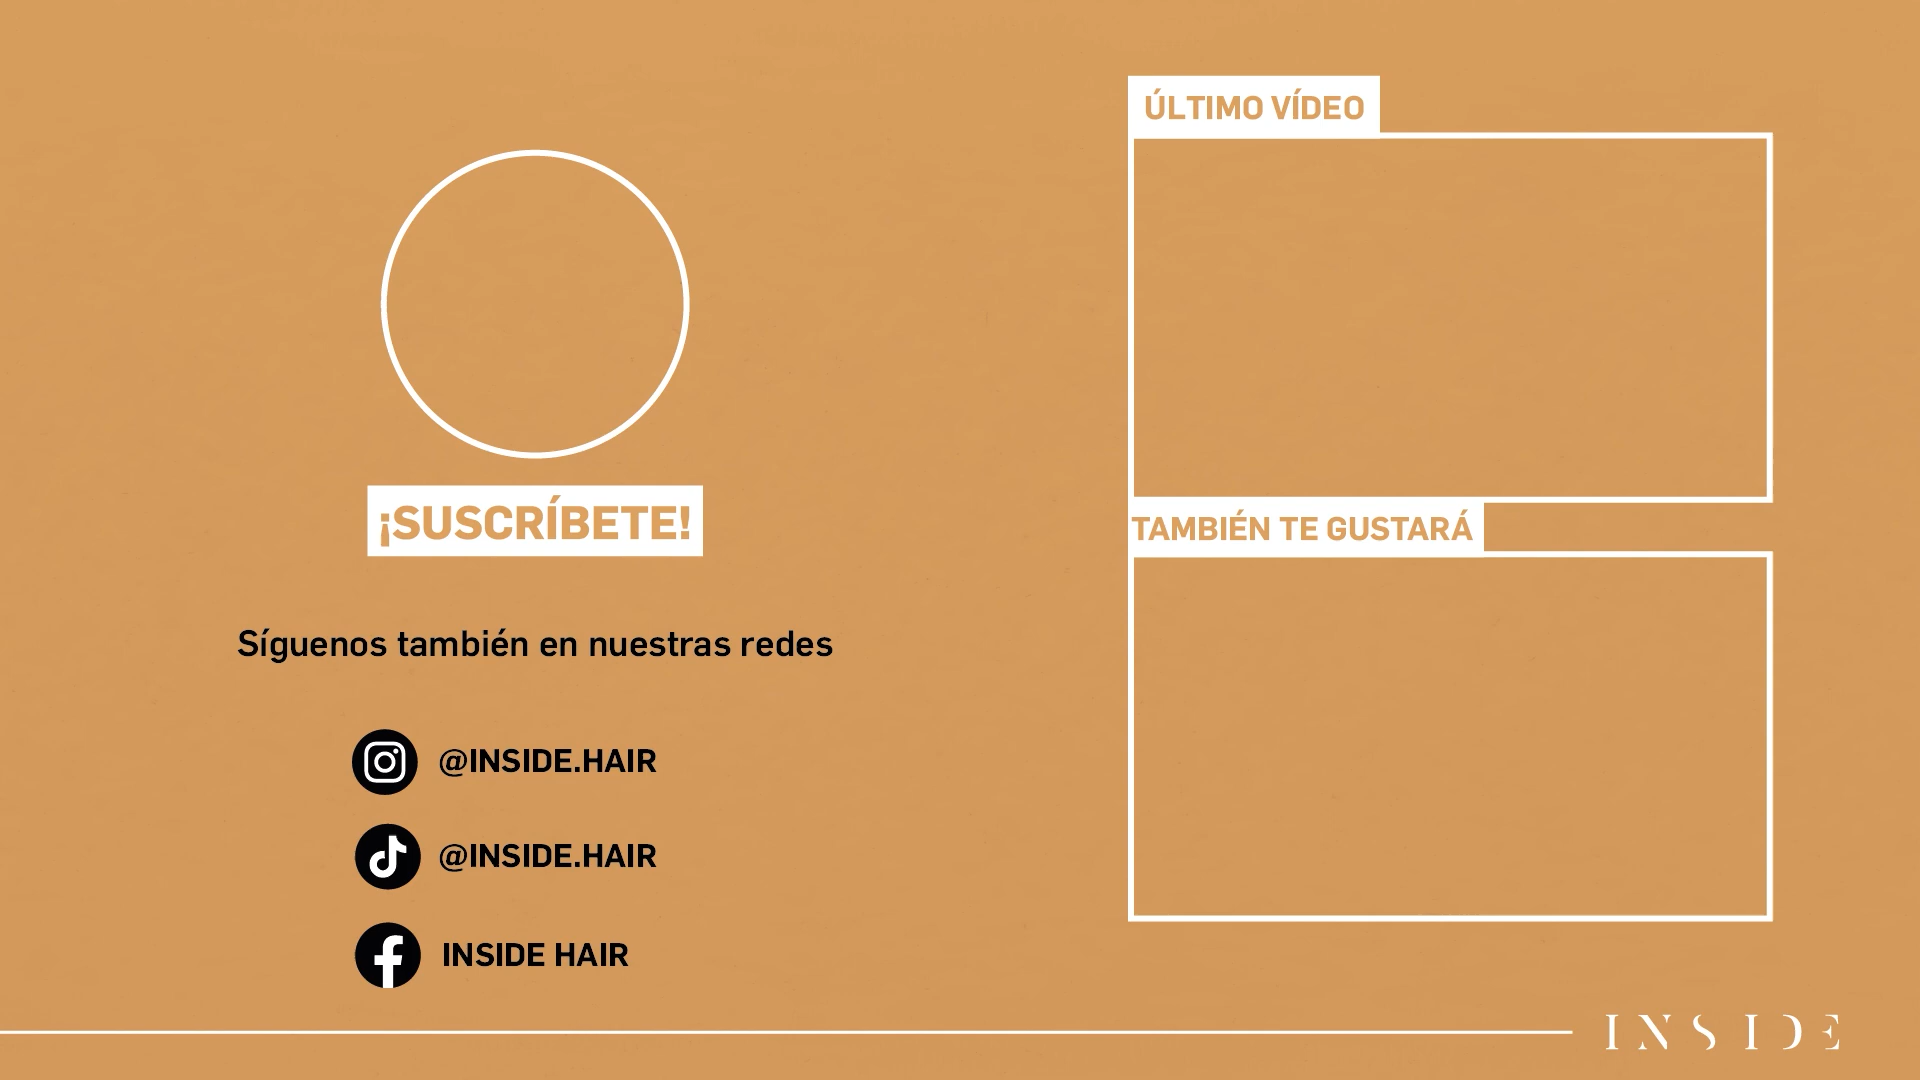 ÚLTIMO VÍDEO
¡SUSCRÍBETE!
TAMBIÉN TE GUSTARÁ
Síguenos también en nuestras redes
@INSIDE.HAIR
@INSIDE.HAIR
INSIDE HAIR
INSIDE